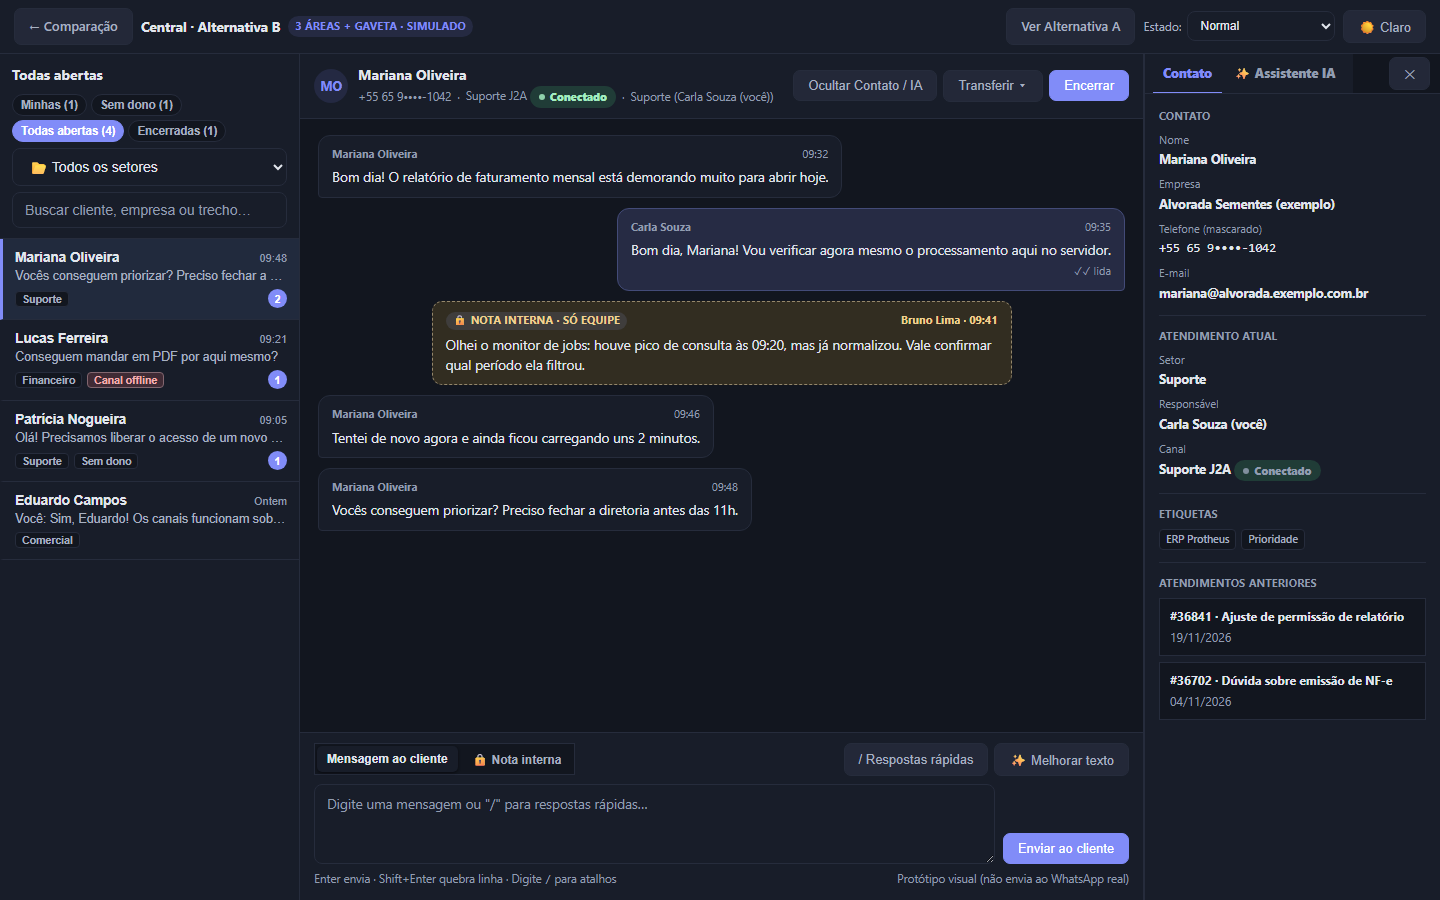 ← Comparação
Central · Alternativa B
3 ÁREAS + GAVETA · SIMULADO
Ver Alternativa A
Estado:
Normal
Claro
Todas abertas
Minhas (1)
Sem dono (1)
Todas abertas (4)
Encerradas (1)
Todos os setores
Buscar cliente, empresa ou trecho...
Mariana Oliveira
09:48
Vocês conseguem priorizar? Preciso fechar a ...
Suporte
2
Lucas Ferreira
09:21
Conseguem mandar em PDF por aqui mesmo?
Financeiro
Canal offline
1
Patrícia Nogueira
09:05
Olá! Precisamos liberar o acesso de um novo ...
Suporte
Sem dono
1
Eduardo Campos
Ontem
Você: Sim, Eduardo! Os canais funcionam sob...
Comercial
MO
Mariana Oliveira
+55 65 9••••-1042 · Suporte J2A
Conectado
· Suporte (Carla Souza (você))
Ocultar Contato / IA
Transferir
Encerrar
Mariana Oliveira
09:32
Bom dia! O relatório de faturamento mensal está demorando muito para abrir hoje.
Carla Souza
09:35
Bom dia, Mariana! Vou verificar agora mesmo o processamento aqui no servidor.
✓✓ lida
NOTA INTERNA · SÓ EQUIPE
Bruno Lima · 09:41
Olhei o monitor de jobs: houve pico de consulta às 09:20, mas já normalizou. Vale confirmar
qual período ela filtrou.
Mariana Oliveira
09:46
Tentei de novo agora e ainda ficou carregando uns 2 minutos.
Mariana Oliveira
09:48
Vocês conseguem priorizar? Preciso fechar a diretoria antes das 11h.
Mensagem ao cliente
Nota interna
/ Respostas rápidas
Melhorar texto
Digite uma mensagem ou "/" para respostas rápidas...
Enviar ao cliente
Enter envia · Shift+Enter quebra linha · Digite / para atalhos
Protótipo visual (não envia ao WhatsApp real)
Contato
Assistente IA
×
CONTATO
Nome
Mariana Oliveira
Empresa
Alvorada Sementes (exemplo)
Telefone (mascarado)
+55 65 9••••-1042
E-mail
mariana@alvorada.exemplo.com.br
ATENDIMENTO ATUAL
Setor
Suporte
Responsável
Carla Souza (você)
Canal
Suporte J2A
Conectado
ETIQUETAS
ERP Protheus
Prioridade
ATENDIMENTOS ANTERIORES
#36841 · Ajuste de permissão de relatório
19/11/2026
#36702 · Dúvida sobre emissão de NF-e
04/11/2026